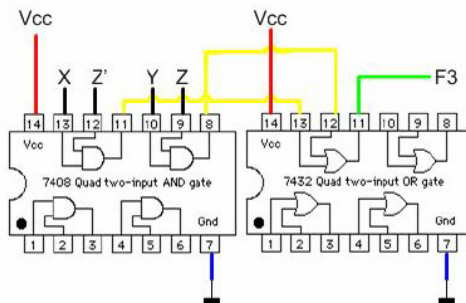 Vcc Vcc
X Z' Y Z F3
14 13 12 11 10 9 8 14 13 12 11 10 9 8
Vcc Vcc
7408 Quad two-input AND gate 7432 Quad two-input OR gate
Gnd Gnd
1 2 3 4 5 6 7 1 2 3 4 5 6 7